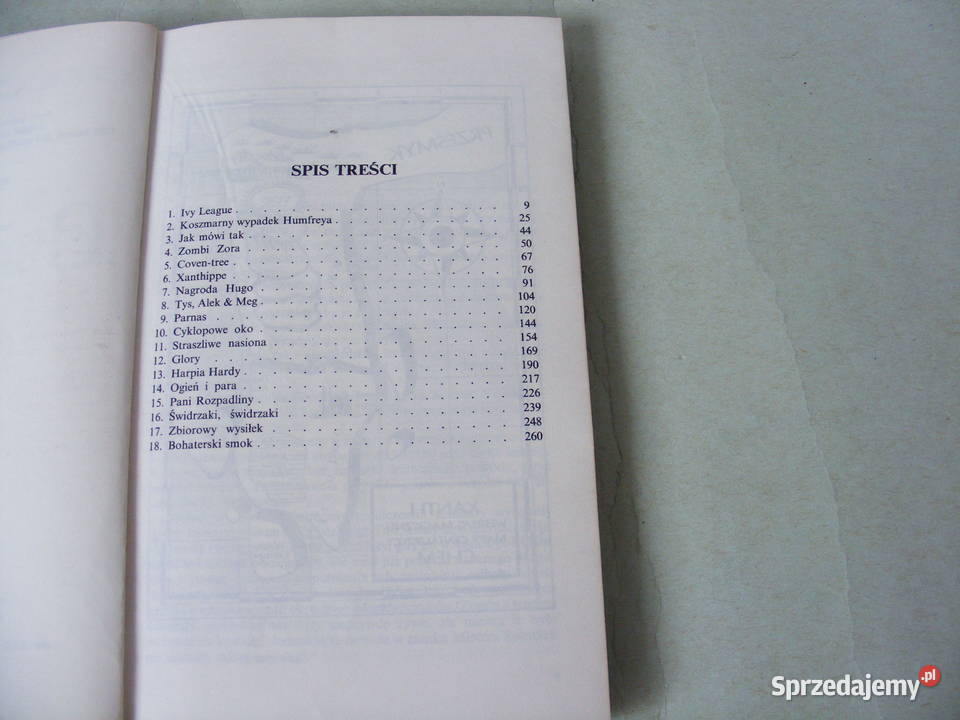 SPIS TREŚCI
1. Ivy League . . . . . . . . . . . . . . . . . . . 9
2. Koszmarny wypadek Humfreya . . . . . . . . . . . . 25
3. Jak mówi tak . . . . . . . . . . . . . . . . . . 44
4. Zombi Zora . . . . . . . . . . . . . . . . . . 50
5. Coven-tree . . . . . . . . . . . . . . . . . . . 67
6. Xanthippe . . . . . . . . . . . . . . . . . . . 76
7. Nagroda Hugo . . . . . . . . . . . . . . . . . . 91
8. Tys, Alek & Meg . . . . . . . . . . . . . . . . . 104
9. Parnas . . . . . . . . . . . . . . . . . . . . 120
10. Cyklopowe oko . . . . . . . . . . . . . . . . . 144
11. Straszliwe nasiona . . . . . . . . . . . . . . . . 154
12. Glory . . . . . . . . . . . . . . . . . . . . 169
13. Harpia Hardy . . . . . . . . . . . . . . . . . . 190
14. Ogień i para . . . . . . . . . . . . . . . . . . 217
15. Pani Rozpadliny . . . . . . . . . . . . . . . . . 226
16. Świdrzaki, świdrzaki . . . . . . . . . . . . . . . 239
17. Zbiorowy wysiłek . . . . . . . . . . . . . . . . 248
18. Bohaterski smok . . . . . . . . . . . . . . . . . 260
PRZESMYK
Sprzedajemy.pl